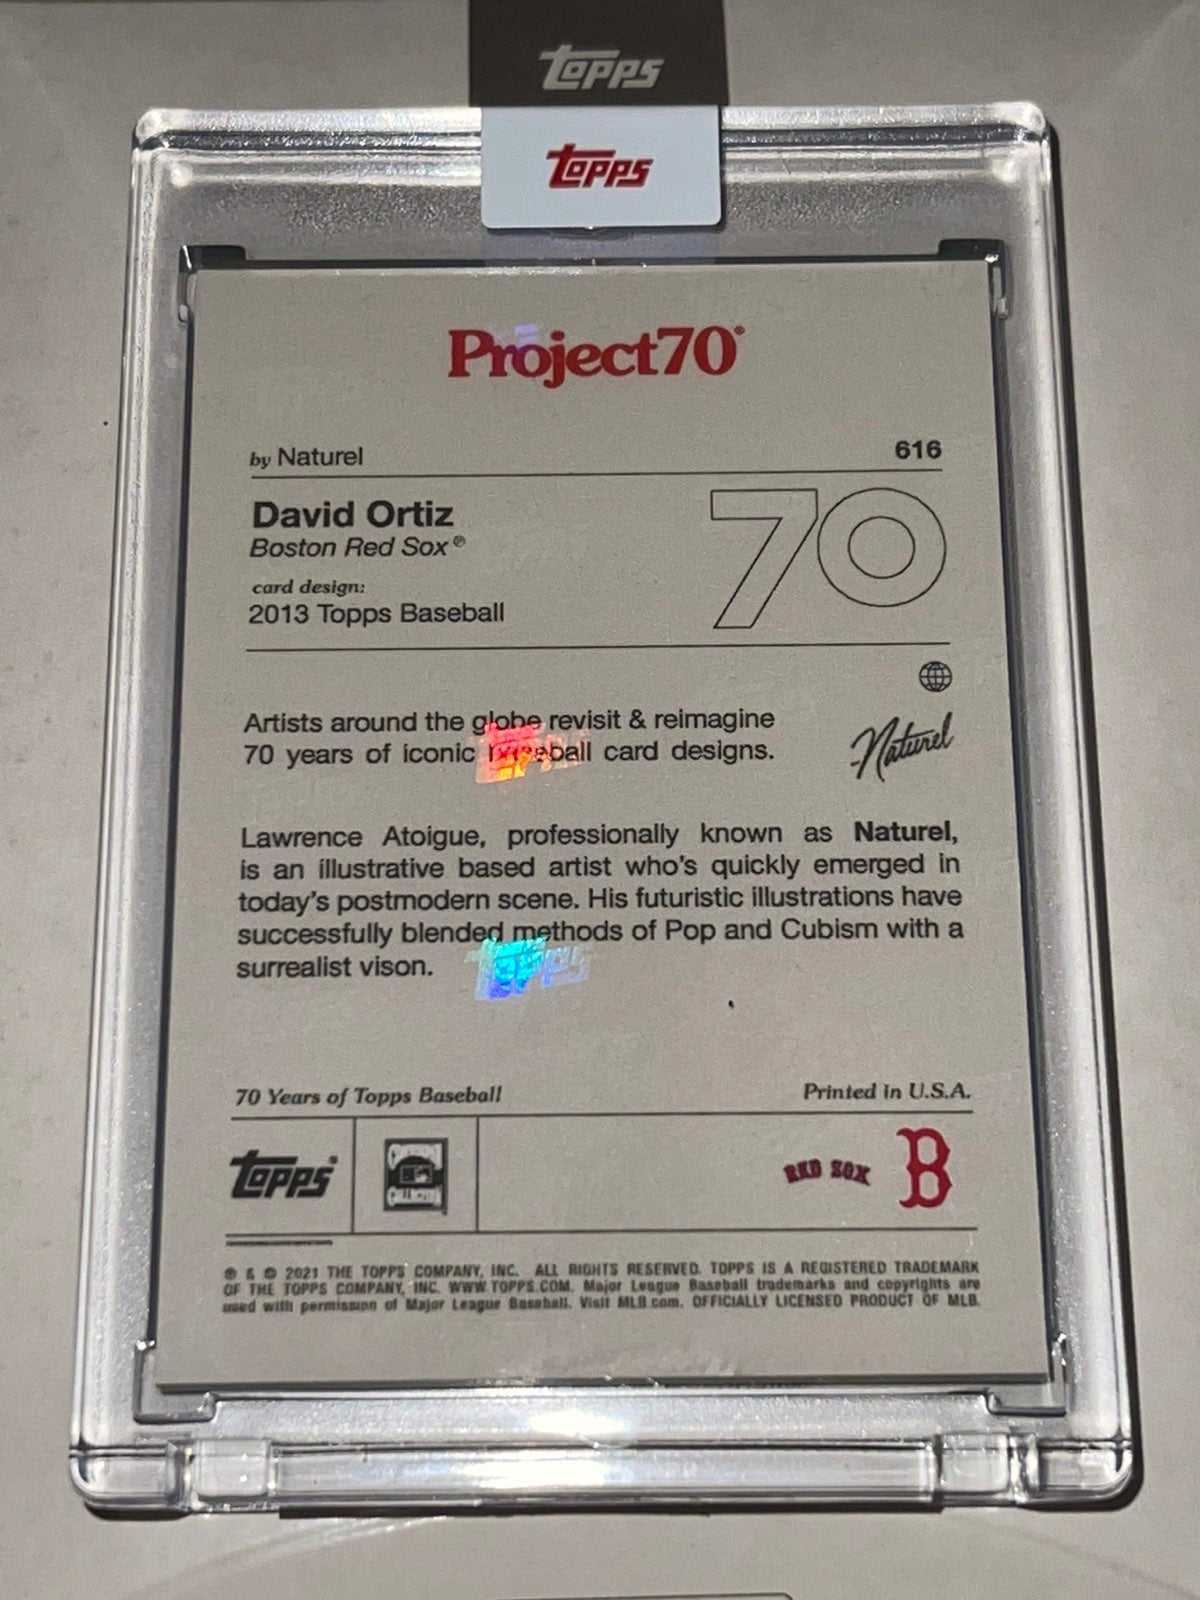 TOPPS
TOPPS
Project70®
by Naturel 616
David Ortiz
Boston Red Sox®
card design:
2013 Topps Baseball
70
Artists around the globe revisit & reimagine
70 years of iconic baseball card designs.
Naturel
Lawrence Atoigue, professionally known as Naturel,
is an illustrative based artist who's quickly emerged in
today's postmodern scene. His futuristic illustrations have
successfully blended methods of Pop and Cubism with a
surrealist vison.
70 Years of Topps Baseball Printed in U.S.A.
TOPPS® COLLECTION RED SOX B
® & © 2021 THE TOPPS COMPANY, INC. ALL RIGHTS RESERVED. TOPPS IS A REGISTERED TRADEMARK
OF THE TOPPS COMPANY, INC. WWW.TOPPS.COM. Major League Baseball trademarks and copyrights are
used with permission of Major League Baseball. Visit MLB.com. OFFICIALLY LICENSED PRODUCT OF MLB.